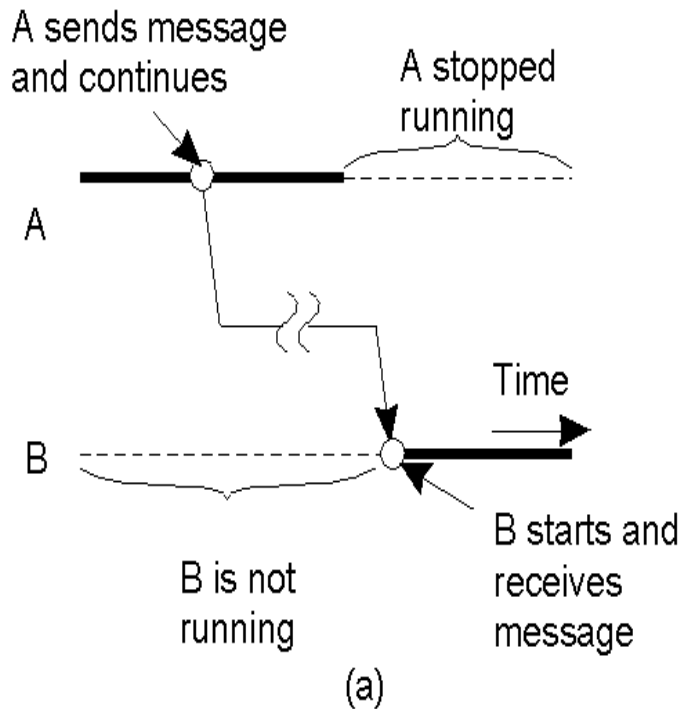 A sends message
and continues
A stopped
running
A
Time
B
B starts and
receives
message
B is not
running
(a)